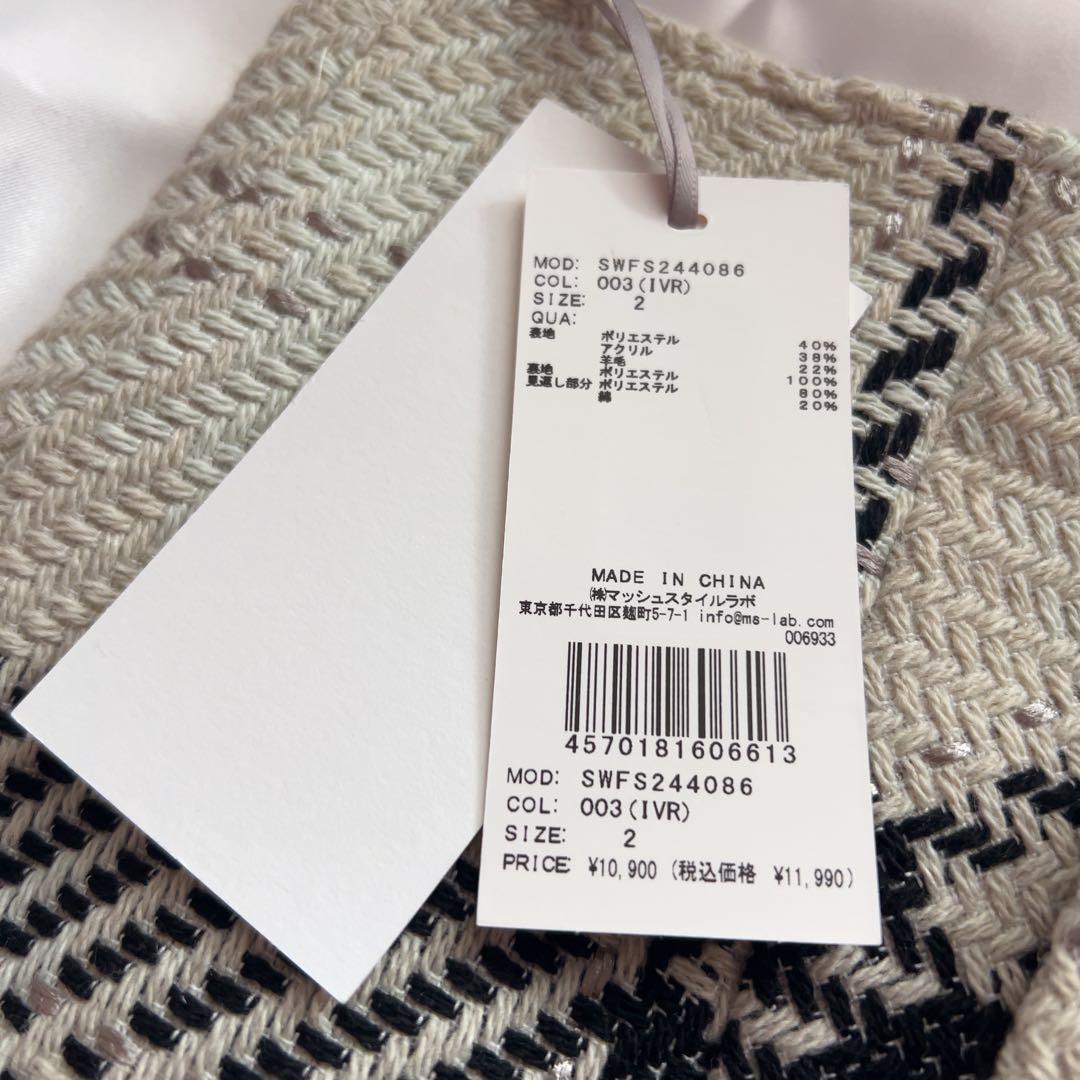 MOD: SWFS244086
COL: 003(IVR)
SIZE: 2
QUA:
表地 ポリエステル 40%
アクリル 38%
羊毛 22%
裏地 ポリエステル 100%
見返し部分 ポリエステル 80%
綿 20%
MADE IN CHINA
㈱マッシュスタイルラボ
東京都千代田区麹町5-7-1 info@ms-lab.com
006933
4570181606613
MOD: SWFS244086
COL: 003(IVR)
SIZE: 2
PRICE: ¥10,900 (税込価格 ¥11,990)